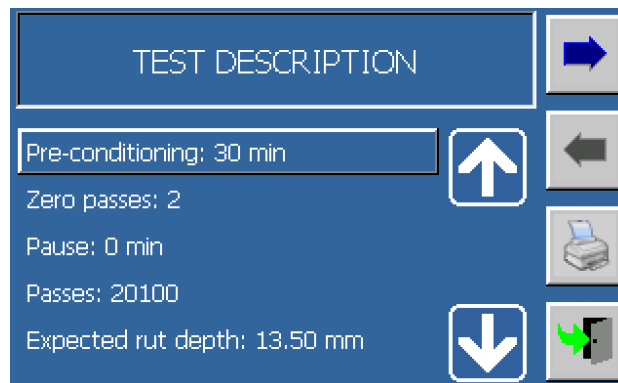 TEST DESCRIPTION
Pre-conditioning: 30 min
Zero passes: 2
Pause: 0 min
Passes: 20100
Expected rut depth: 13.50 mm